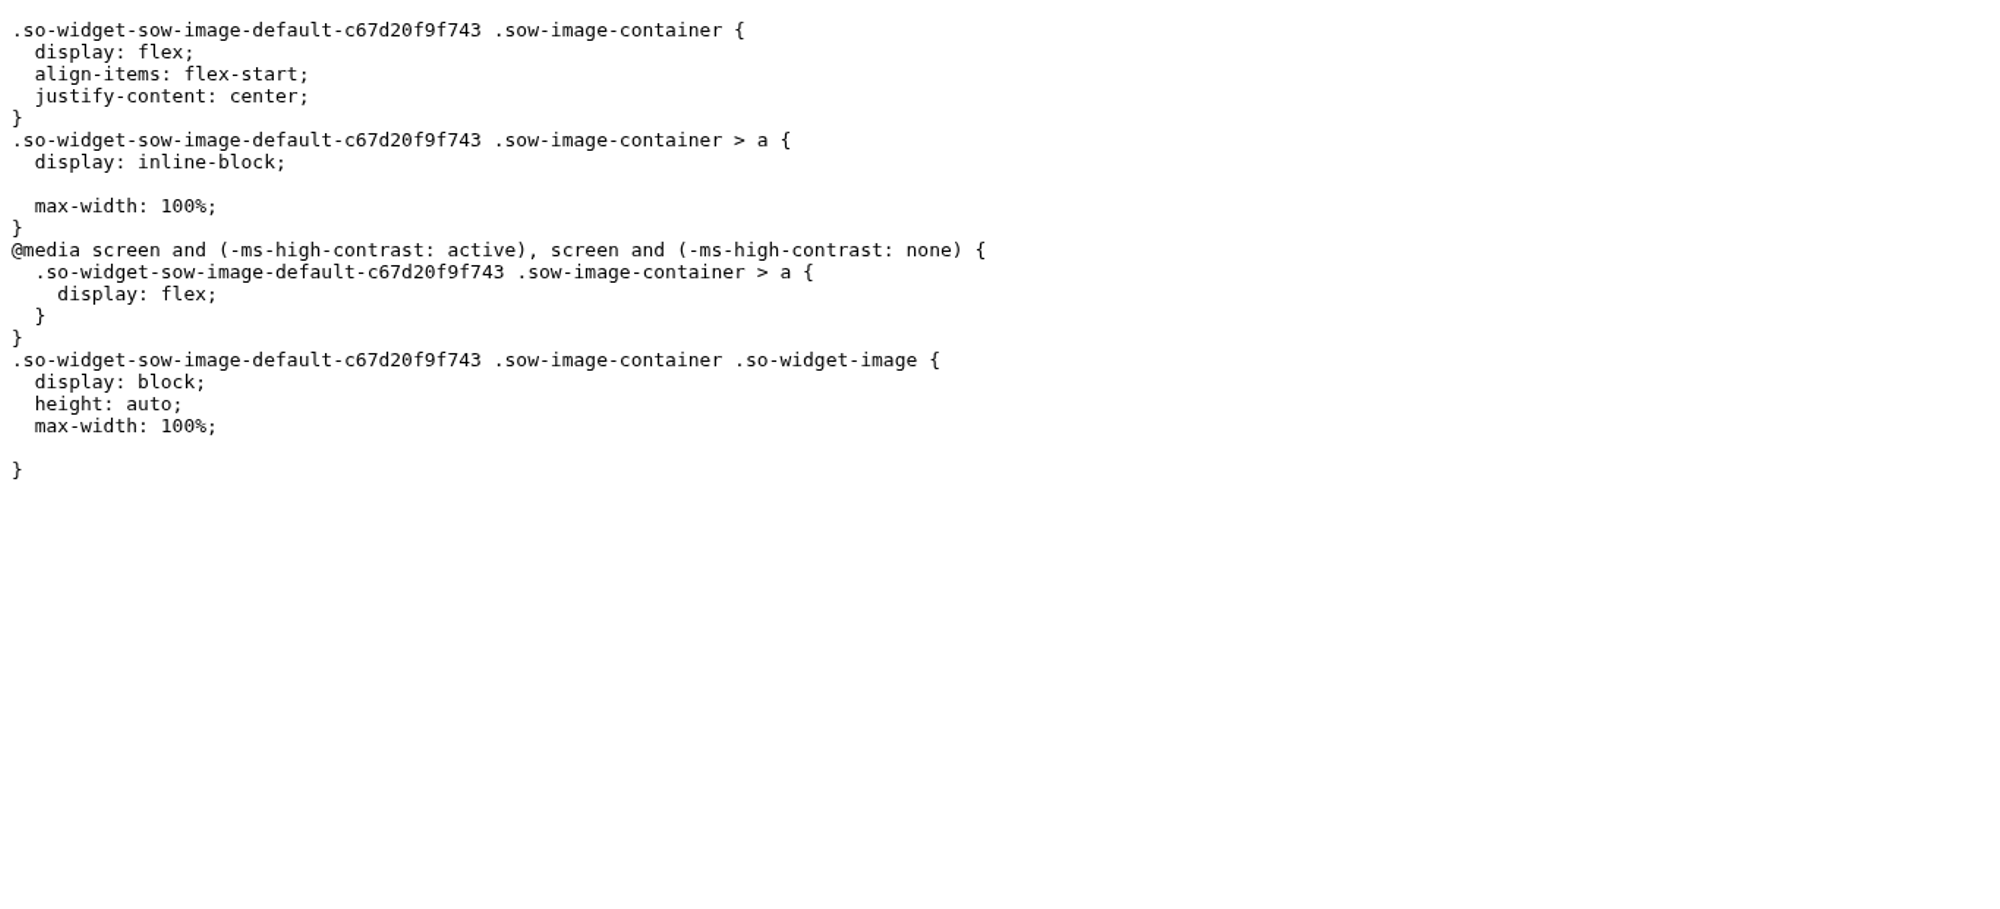 .so-widget-sow-image-default-c67d20f9f743 .sow-image-container {
  display: flex;
  align-items: flex-start;
  justify-content: center;
}
.so-widget-sow-image-default-c67d20f9f743 .sow-image-container > a {
  display: inline-block;

  max-width: 100%;
}
@media screen and (-ms-high-contrast: active), screen and (-ms-high-contrast: none) {
  .so-widget-sow-image-default-c67d20f9f743 .sow-image-container > a {
    display: flex;
  }
}
.so-widget-sow-image-default-c67d20f9f743 .sow-image-container .so-widget-image {
  display: block;
  height: auto;
  max-width: 100%;

}